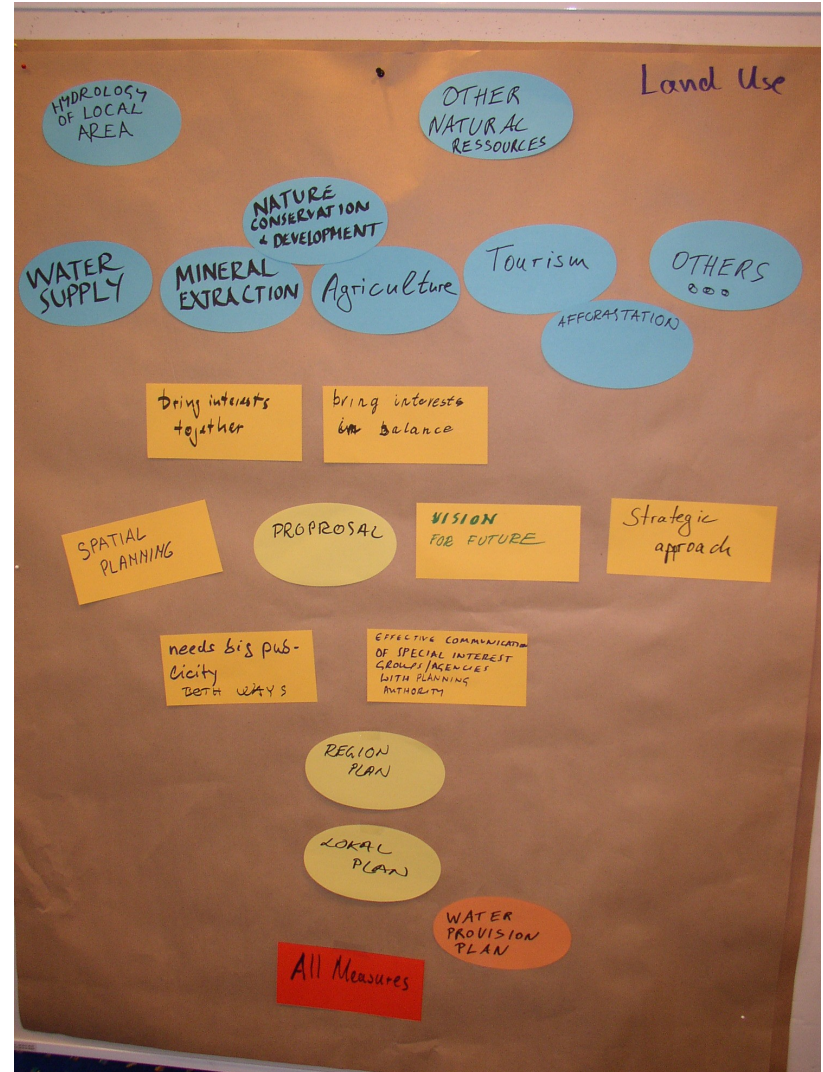 Land Use
HYDROLOGY
OF LOCAL
AREA
OTHER
NATURAL
RESSOURCES
NATURE
CONSERVATION
& DEVELOPMENT
WATER
SUPPLY
MINERAL
EXTRACTION
Agriculture
Tourism
OTHERS
ooo
AFFORASTATION
bring interests
together
bring interests
in balance
SPATIAL
PLANNING
PROPROSAL
VISION
FOR FUTURE
Strategic
approach
needs big pub-
licity
BOTH WAYS
EFFECTIVE COMMUNICATION
OF SPECIAL INTEREST
GROUPS/AGENCIES
WITH PLANNING
AUTHORITY
REGION
PLAN
LOKAL
PLAN
WATER
PROVISION
PLAN
All Measures